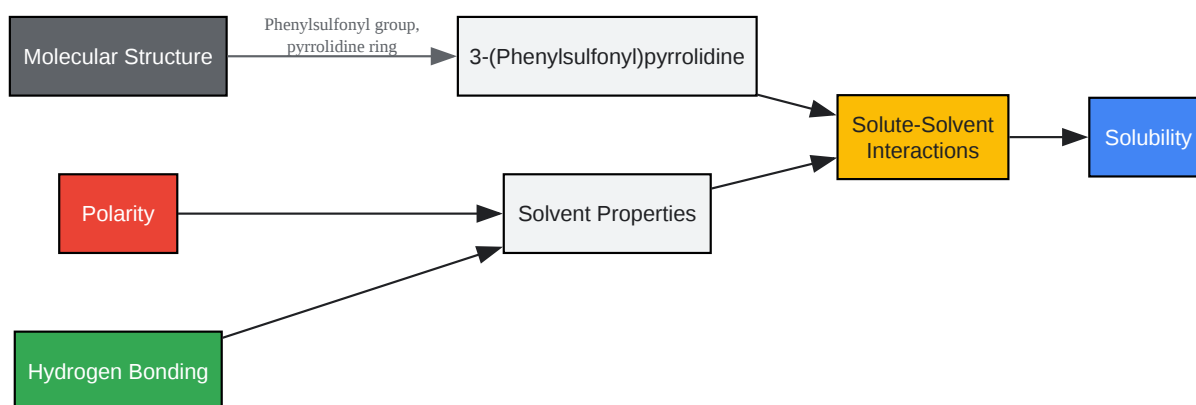 Molecular Structure
Phenylsulfonyl group,
pyrrolidine ring
3-(Phenylsulfonyl)pyrrolidine
Solute-Solvent
Interactions
Solubility
Polarity
Solvent Properties
Hydrogen Bonding